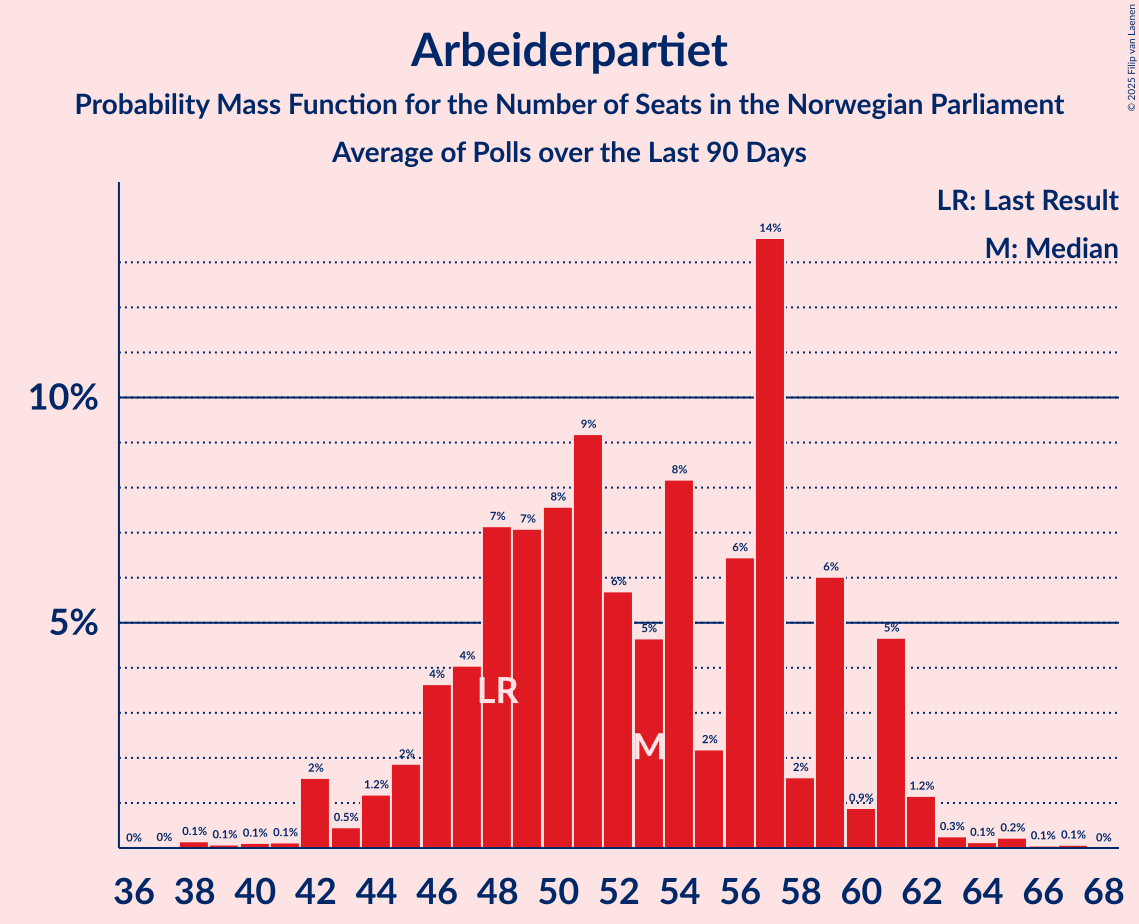 Arbeiderpartiet
Probability Mass Function for the Number of Seats in the Norwegian Parliament
Average of Polls over the Last 90 Days
© 2025 Filip van Laenen
LR: Last Result
M: Median
10%
5%
0% 0% 0.1% 0.1% 0.1% 0.1% 2% 0.5% 1.2% 2% 4% 4% 7% 7% 8% 9% 6% 5% 8% 2% 6% 14% 2% 6% 0.9% 5% 1.2% 0.3% 0.1% 0.2% 0.1% 0.1% 0%
LR
M
36 38 40 42 44 46 48 50 52 54 56 58 60 62 64 66 68